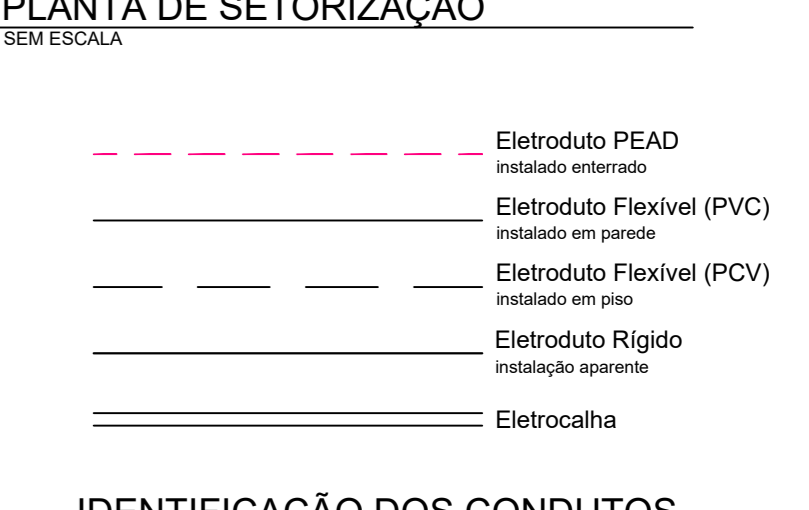 PLANTA DE SETORIZAÇÃO
SEM ESCALA
Eletroduto PEAD
instalado enterrado
Eletroduto Flexível (PVC)
instalado em parede
Eletroduto Flexível (PCV)
instalado em piso
Eletroduto Rígido
instalação aparente
Eletrocalha
IDENTIFICAÇÃO DOS CONDUTOS